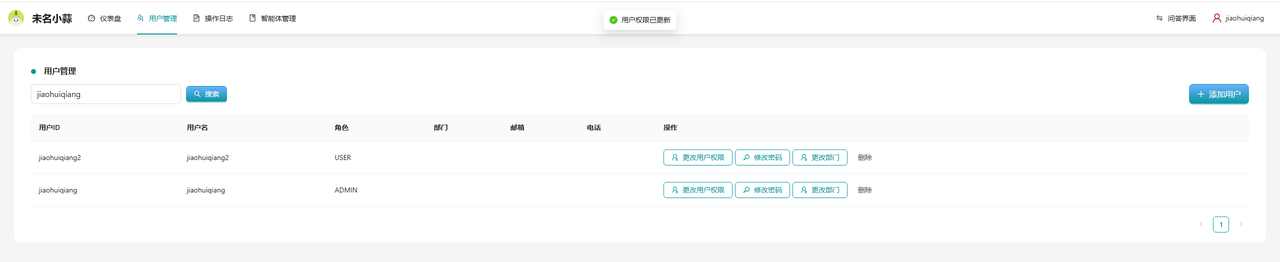 未名小蒜 仪表盘 用户管理 操作日志 智能体管理 用户权限已更新 问答界面 jiaohuiqiang
用户管理
jiaohuiqiang 搜索 添加用户
用户ID 用户名 角色 部门 邮箱 电话 操作
jiaohuiqiang2 jiaohuiqiang2 USER 更改用户权限 修改密码 更改部门 删除
jiaohuiqiang jiaohuiqiang ADMIN 更改用户权限 修改密码 更改部门 删除
< 1 >